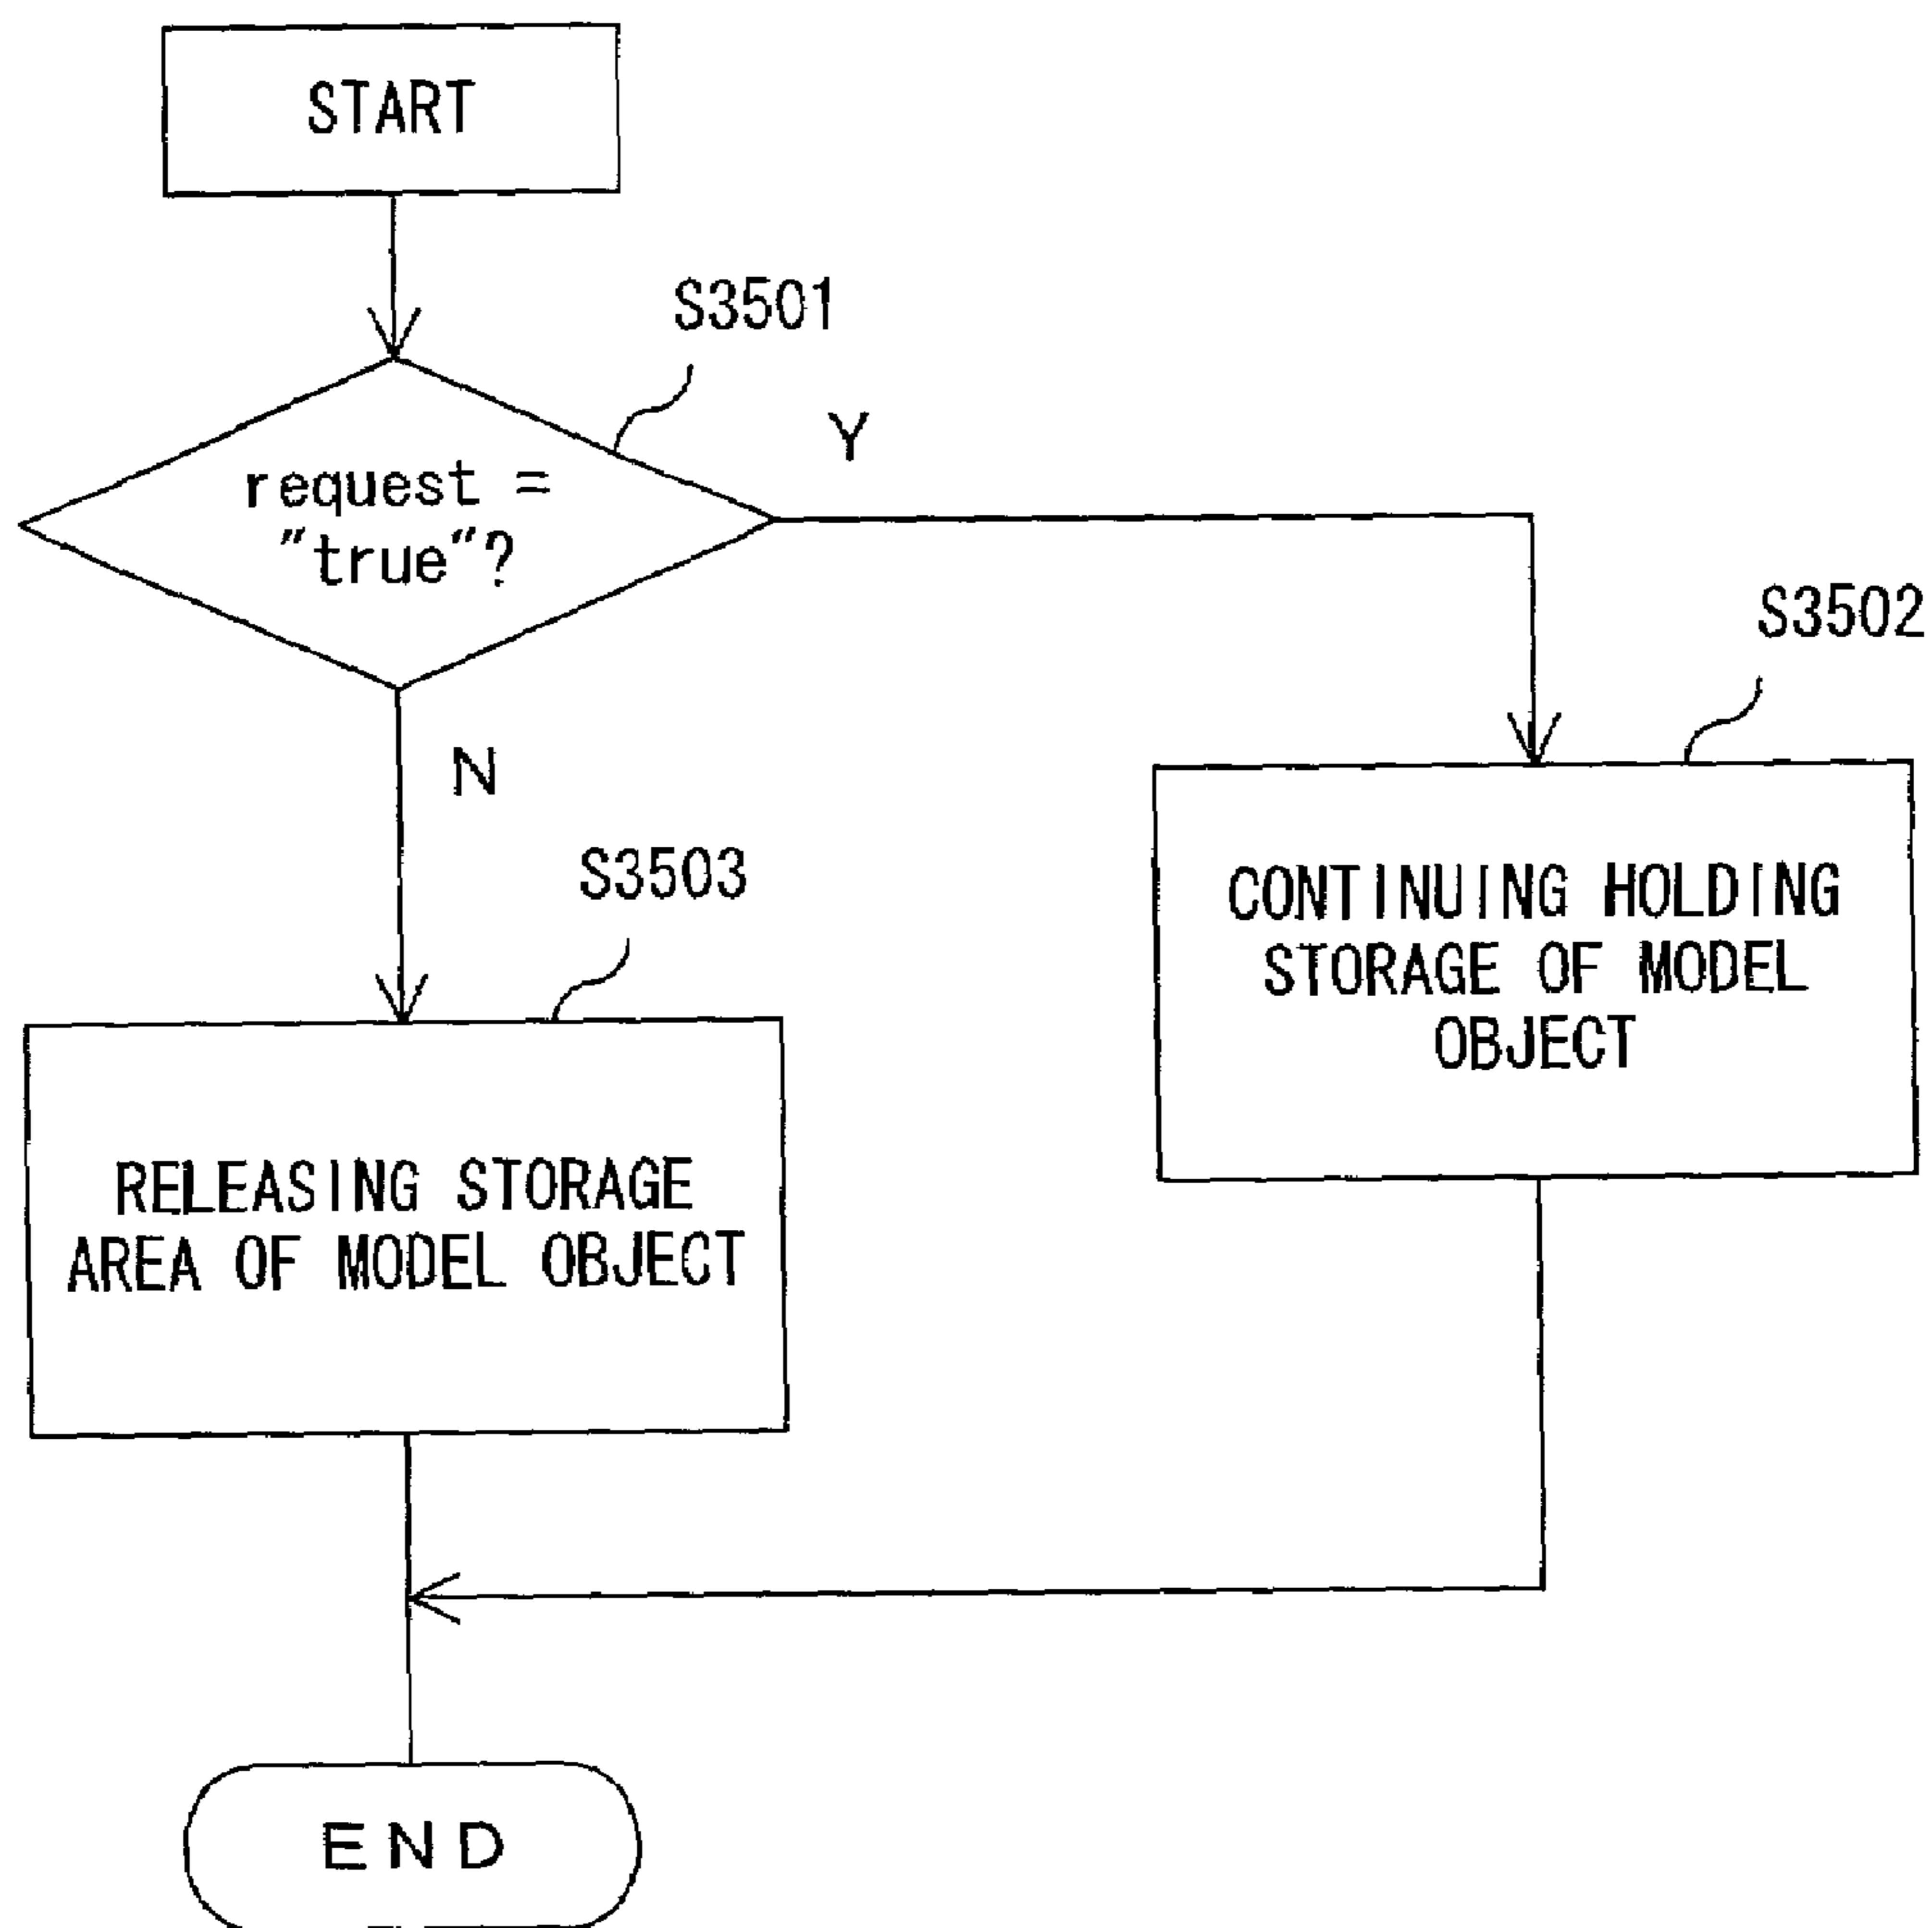 START
S3501
Y
request =
"true"?
S3502
N
S3503
CONTINUING HOLDING
STORAGE OF MODEL
OBJECT
RELEASING STORAGE
AREA OF MODEL OBJECT
END